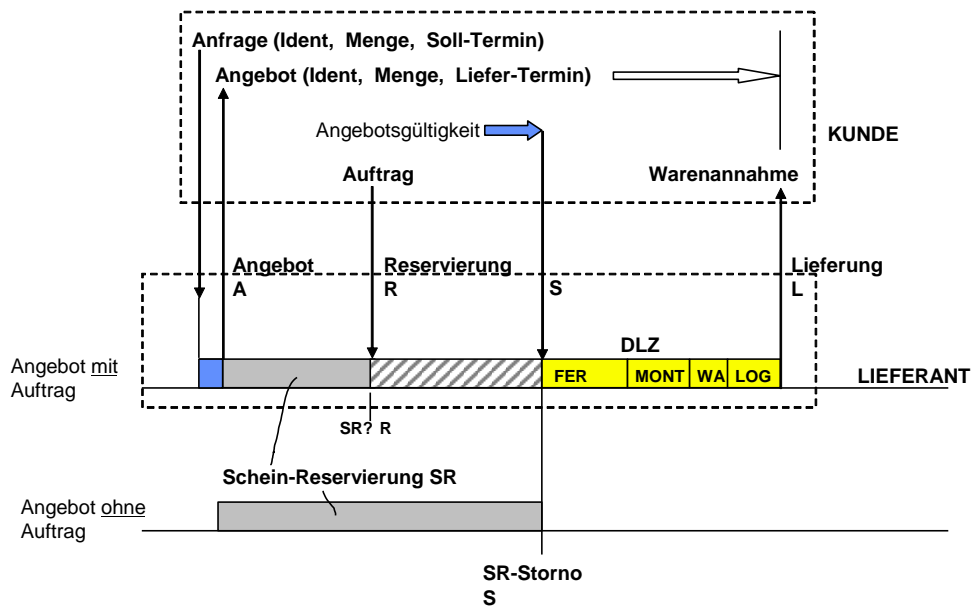 Anfrage (Ident, Menge, Soll-Termin)
Angebot (Ident, Menge, Liefer-Termin)
Angebotsgültigkeit
KUNDE
Auftrag
Warenannahme
Angebot
A
Reservierung
R
S
Lieferung
L
DLZ
Angebot mit
Auftrag
FER
MONT
WA
LOG
LIEFERANT
SR? R
Schein-Reservierung SR
Angebot ohne
Auftrag
SR-Storno
S